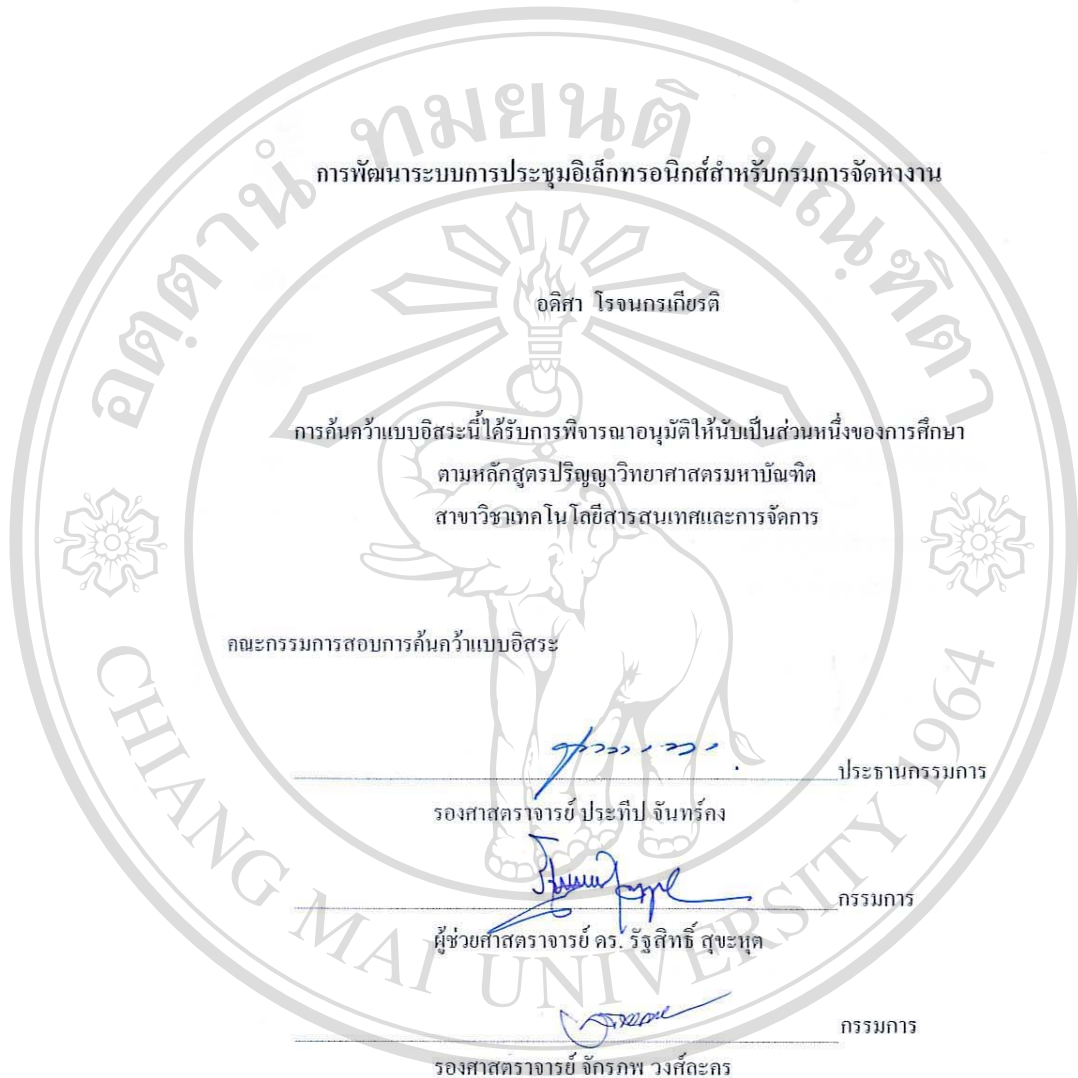 การพัฒนาระบบการประชุมอิเล็กทรอนิกส์สำหรับกรมการจัดหางาน
อดิศา โรจนกรเกียรติ
การค้นคว้าแบบอิสระนี้ได้รับการพิจารณาอนุมัติให้นับเป็นส่วนหนึ่งของการศึกษา
ตามหลักสูตรปริญญาวิทยาศาสตรมหาบัณฑิต
สาขาวิชาเทคโนโลยีสารสนเทศและการจัดการ
คณะกรรมการสอบการค้นคว้าแบบอิสระ
ประธานกรรมการ
รองศาสตราจารย์ ประทีป จันทร์คง
กรรมการ
ผู้ช่วยศาสตราจารย์ ดร. รัฐสิทธิ์ สุขะหุต
กรรมการ
รองศาสตราจารย์ จักรภพ วงศ์ละคร
อตฺตานํ ทมยนฺติ ปณฺฑิตา
CHIANG MAI UNIVERSITY 1964